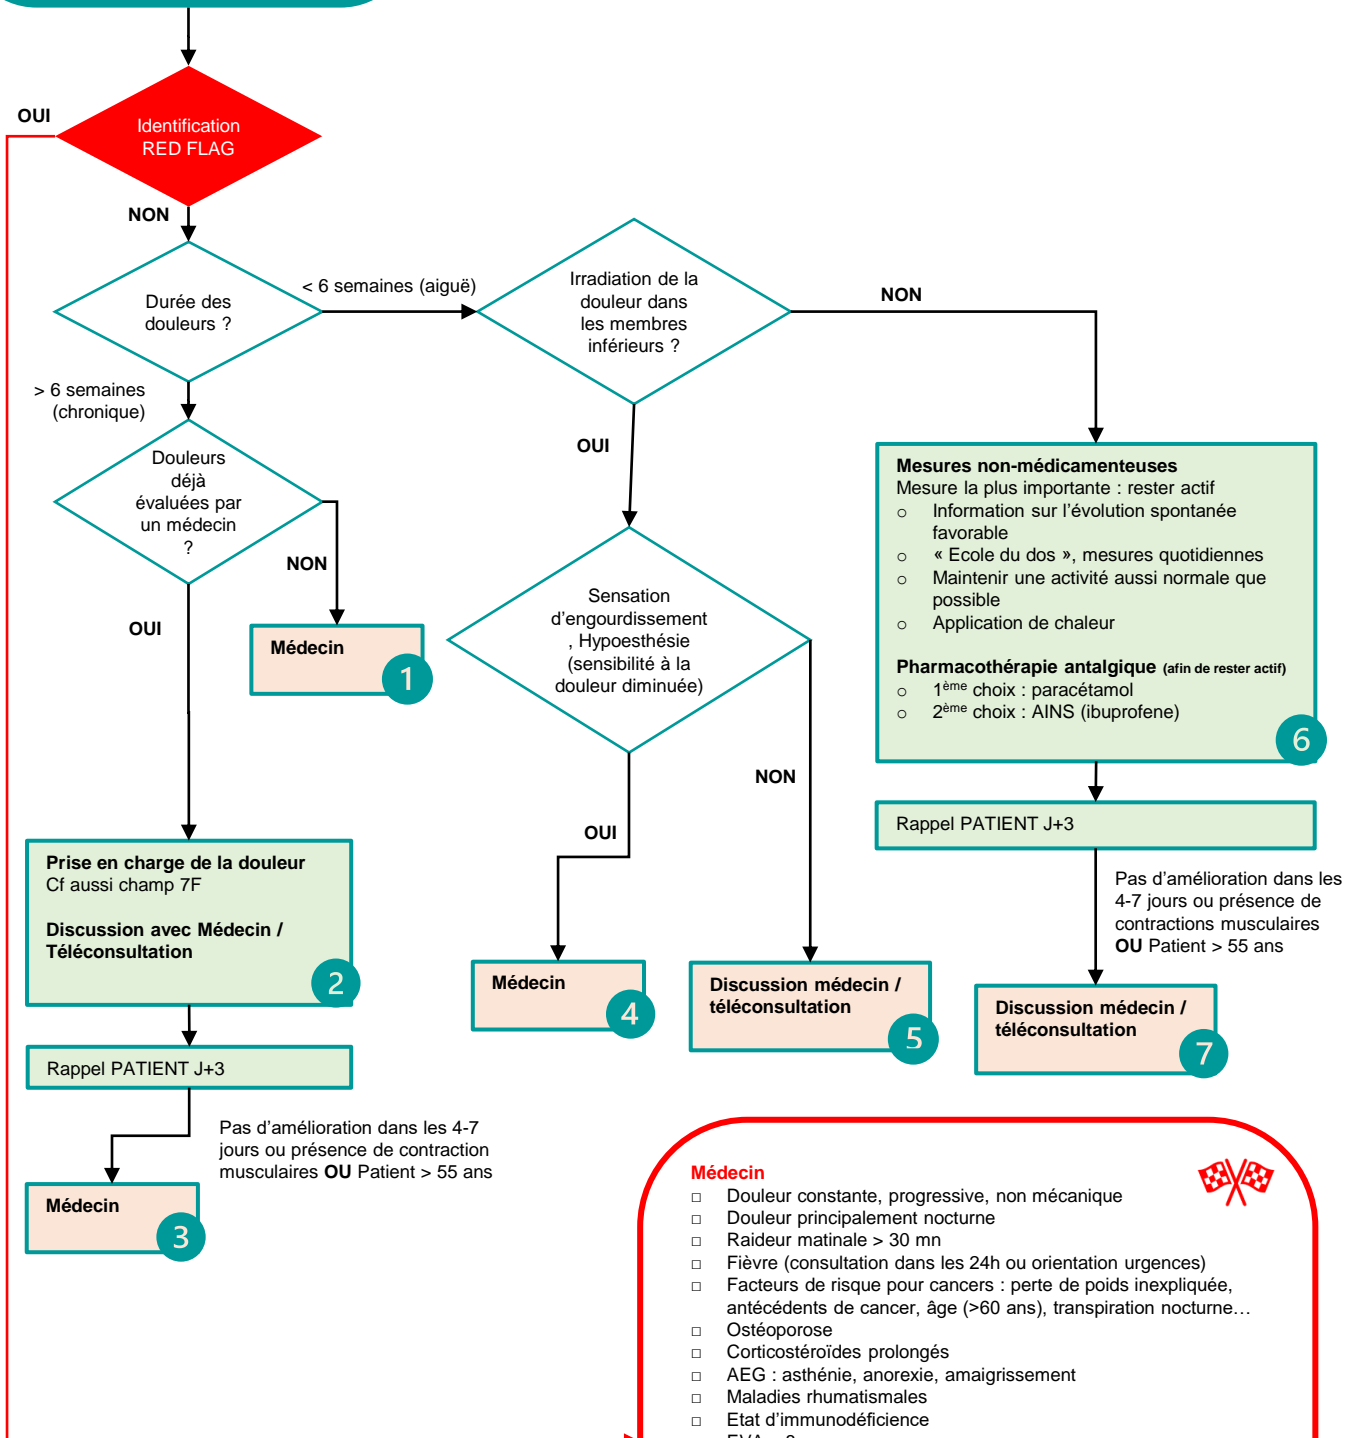 OUI
Identification
RED FLAG
NON
Durée des
douleurs ?
< 6 semaines (aiguë)
Irradiation de la
douleur dans
les membres
inférieurs ?
NON
> 6 semaines
(chronique)
Douleurs
déjà
évaluées par
un médecin
?
NON
OUI
Médecin
1
OUI
Sensation
d'engourdissement
, Hypoesthésie
(sensibilité à la
douleur diminuée)
NON
OUI
Mesures non-médicamenteuses
Mesure la plus importante : rester actif
o Information sur l'évolution spontanée
favorable
o « Ecole du dos », mesures quotidiennes
o Maintenir une activité aussi normale que
possible
o Application de chaleur
Pharmacothérapie antalgique (afin de rester actif)
o 1ème choix : paracétamol
o 2ème choix : AINS (ibuprofene)
6
Rappel PATIENT J+3
Pas d'amélioration dans les
4-7 jours ou présence de
contractions musculaires
OU Patient > 55 ans
Prise en charge de la douleur
Cf aussi champ 7F
Discussion avec Médecin /
Téléconsultation
2
Médecin
4
Discussion médecin /
téléconsultation
5
Discussion médecin /
téléconsultation
7
Rappel PATIENT J+3
Pas d'amélioration dans les 4-7
jours ou présence de contraction
musculaires OU Patient > 55 ans
Médecin
3
Médecin
□ Douleur constante, progressive, non mécanique
□ Douleur principalement nocturne
□ Raideur matinale > 30 mn
□ Fièvre (consultation dans les 24h ou orientation urgences)
□ Facteurs de risque pour cancers : perte de poids inexpliquée,
antécédents de cancer, âge (>60 ans), transpiration nocturne…
□ Ostéoporose
□ Corticostéroïdes prolongés
□ AEG : asthénie, anorexie, amaigrissement
□ Maladies rhumatismales
□ Etat d'immunodéficience